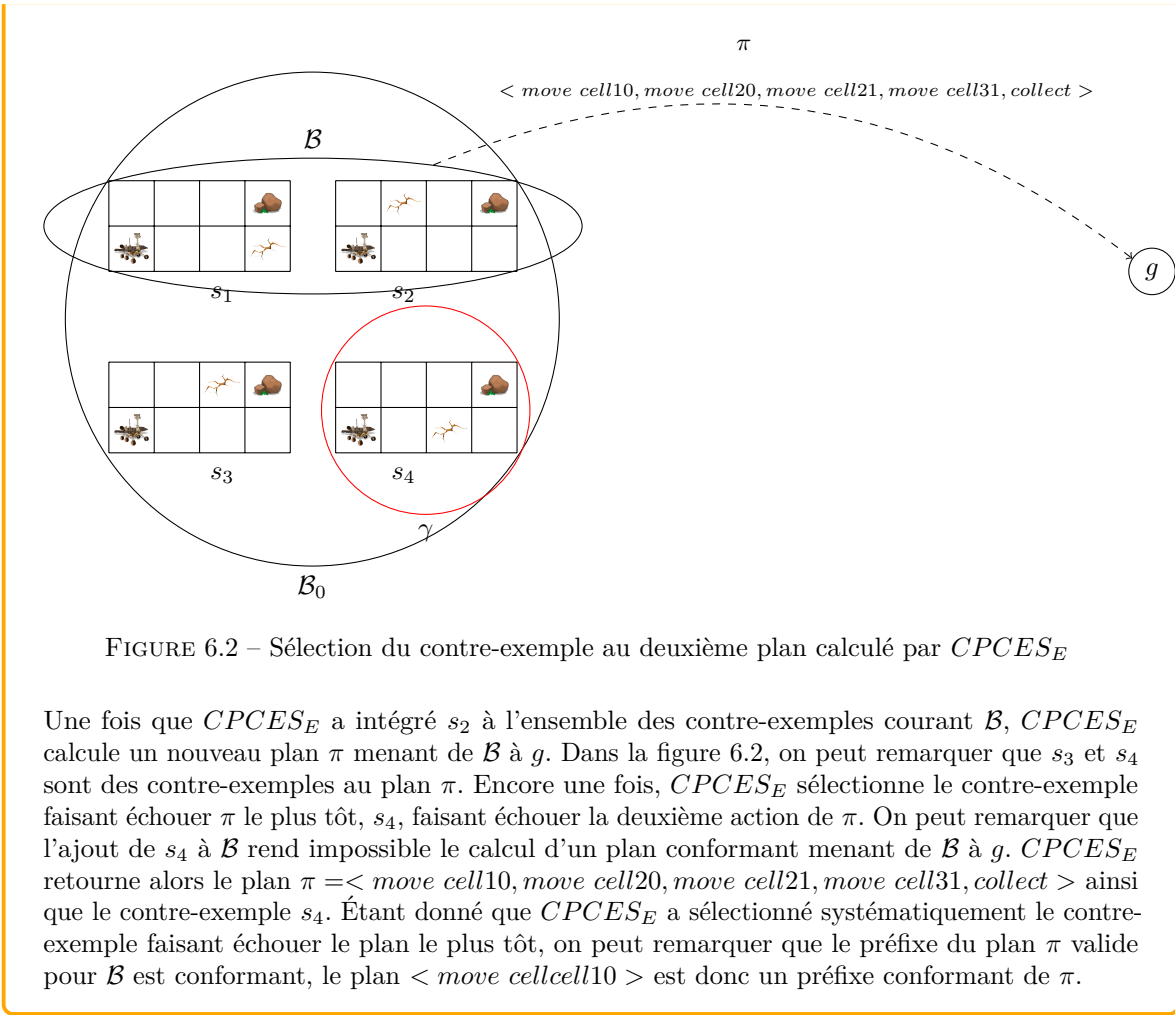 π
< move cell10, move cell20, move cell21, move cell31, collect >
B
g
s₁
s₂
s₃
s₄
γ
B₀
FIGURE 6.2 – Sélection du contre-exemple au deuxième plan calculé par CPCES_E
Une fois que CPCES_E a intégré s₂ à l'ensemble des contre-exemples courant B, CPCES_E
calcule un nouveau plan π menant de B à g. Dans la figure 6.2, on peut remarquer que s₃ et s₄
sont des contre-exemples au plan π. Encore une fois, CPCES_E sélectionne le contre-exemple
faisant échouer π le plus tôt, s₄, faisant échouer la deuxième action de π. On peut remarquer que
l'ajout de s₄ à B rend impossible le calcul d'un plan conformant menant de B à g. CPCES_E
retourne alors le plan π =< move cell10, move cell20, move cell21, move cell31, collect > ainsi
que le contre-exemple s₄. Étant donné que CPCES_E a sélectionné systématiquement le contre-
exemple faisant échouer le plan le plus tôt, on peut remarquer que le préfixe du plan π valide
pour B est conformant, le plan < move cellcell10 > est donc un préfixe conformant de π.